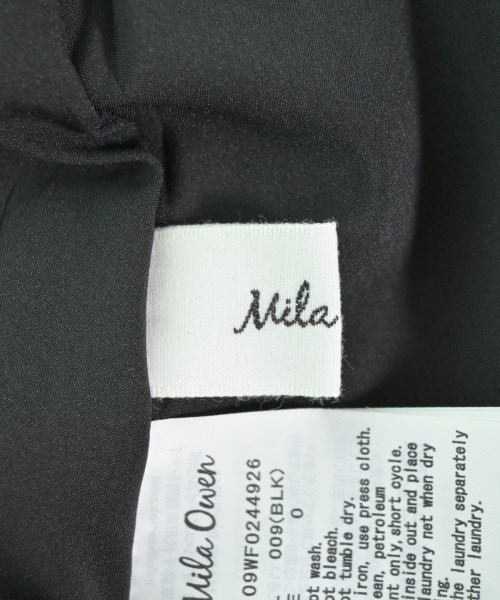 Mila
Mila Owen
09WF0244926
009(BLK)
0
ot wash.
ot bleach.
ot tumble dry.
iron, use press cloth.
ean, petroleum
nt only, short cycle.
inside out and place
laundry net when dry
ng.
he laundry separately
ther laundry.